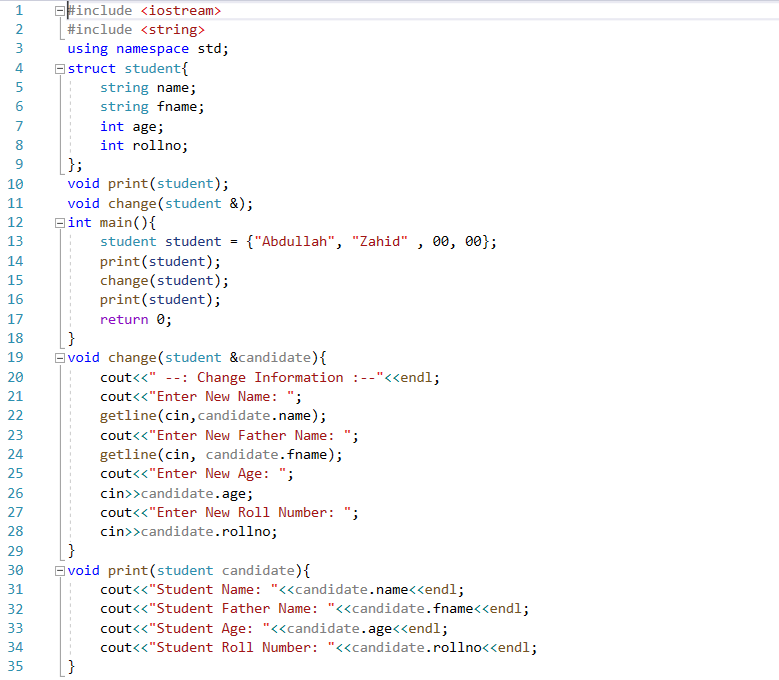 1 #include <iostream>
2 #include <string>
3 using namespace std;
4 struct student{
5 string name;
6 string fname;
7 int age;
8 int rollno;
9 };
10 void print(student);
11 void change(student &);
12 int main(){
13 student student = {"Abdullah", "Zahid" , 00, 00};
14 print(student);
15 change(student);
16 print(student);
17 return 0;
18 }
19 void change(student &candidate){
20 cout<<" --: Change Information :--"<<endl;
21 cout<<"Enter New Name: ";
22 getline(cin,candidate.name);
23 cout<<"Enter New Father Name: ";
24 getline(cin, candidate.fname);
25 cout<<"Enter New Age: ";
26 cin>>candidate.age;
27 cout<<"Enter New Roll Number: ";
28 cin>>candidate.rollno;
29 }
30 void print(student candidate){
31 cout<<"Student Name: "<<candidate.name<<endl;
32 cout<<"Student Father Name: "<<candidate.fname<<endl;
33 cout<<"Student Age: "<<candidate.age<<endl;
34 cout<<"Student Roll Number: "<<candidate.rollno<<endl;
35 }